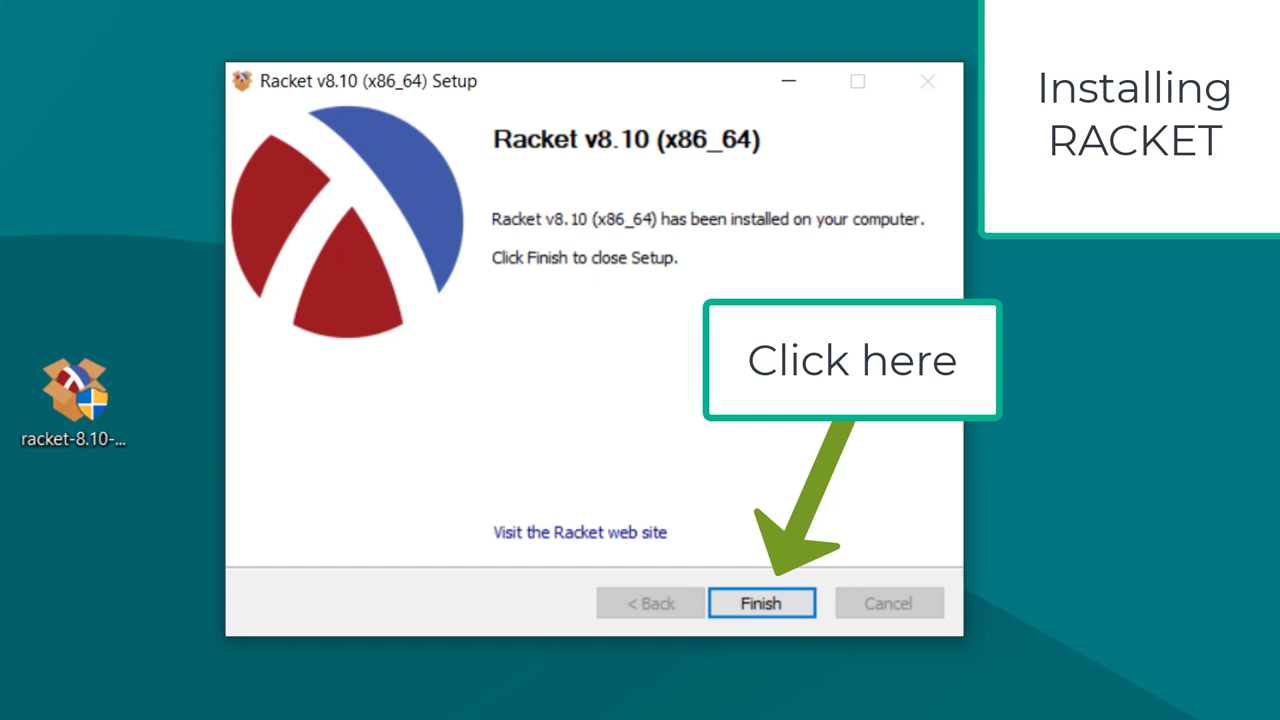 Racket v8.10 (x86_64) Setup
Installing
RACKET
Racket v8.10 (x86_64)
Racket v8.10 (x86_64) has been installed on your computer.
Click Finish to close Setup.
Click here
racket-8.10-...
Visit the Racket web site
< Back
Finish
Cancel